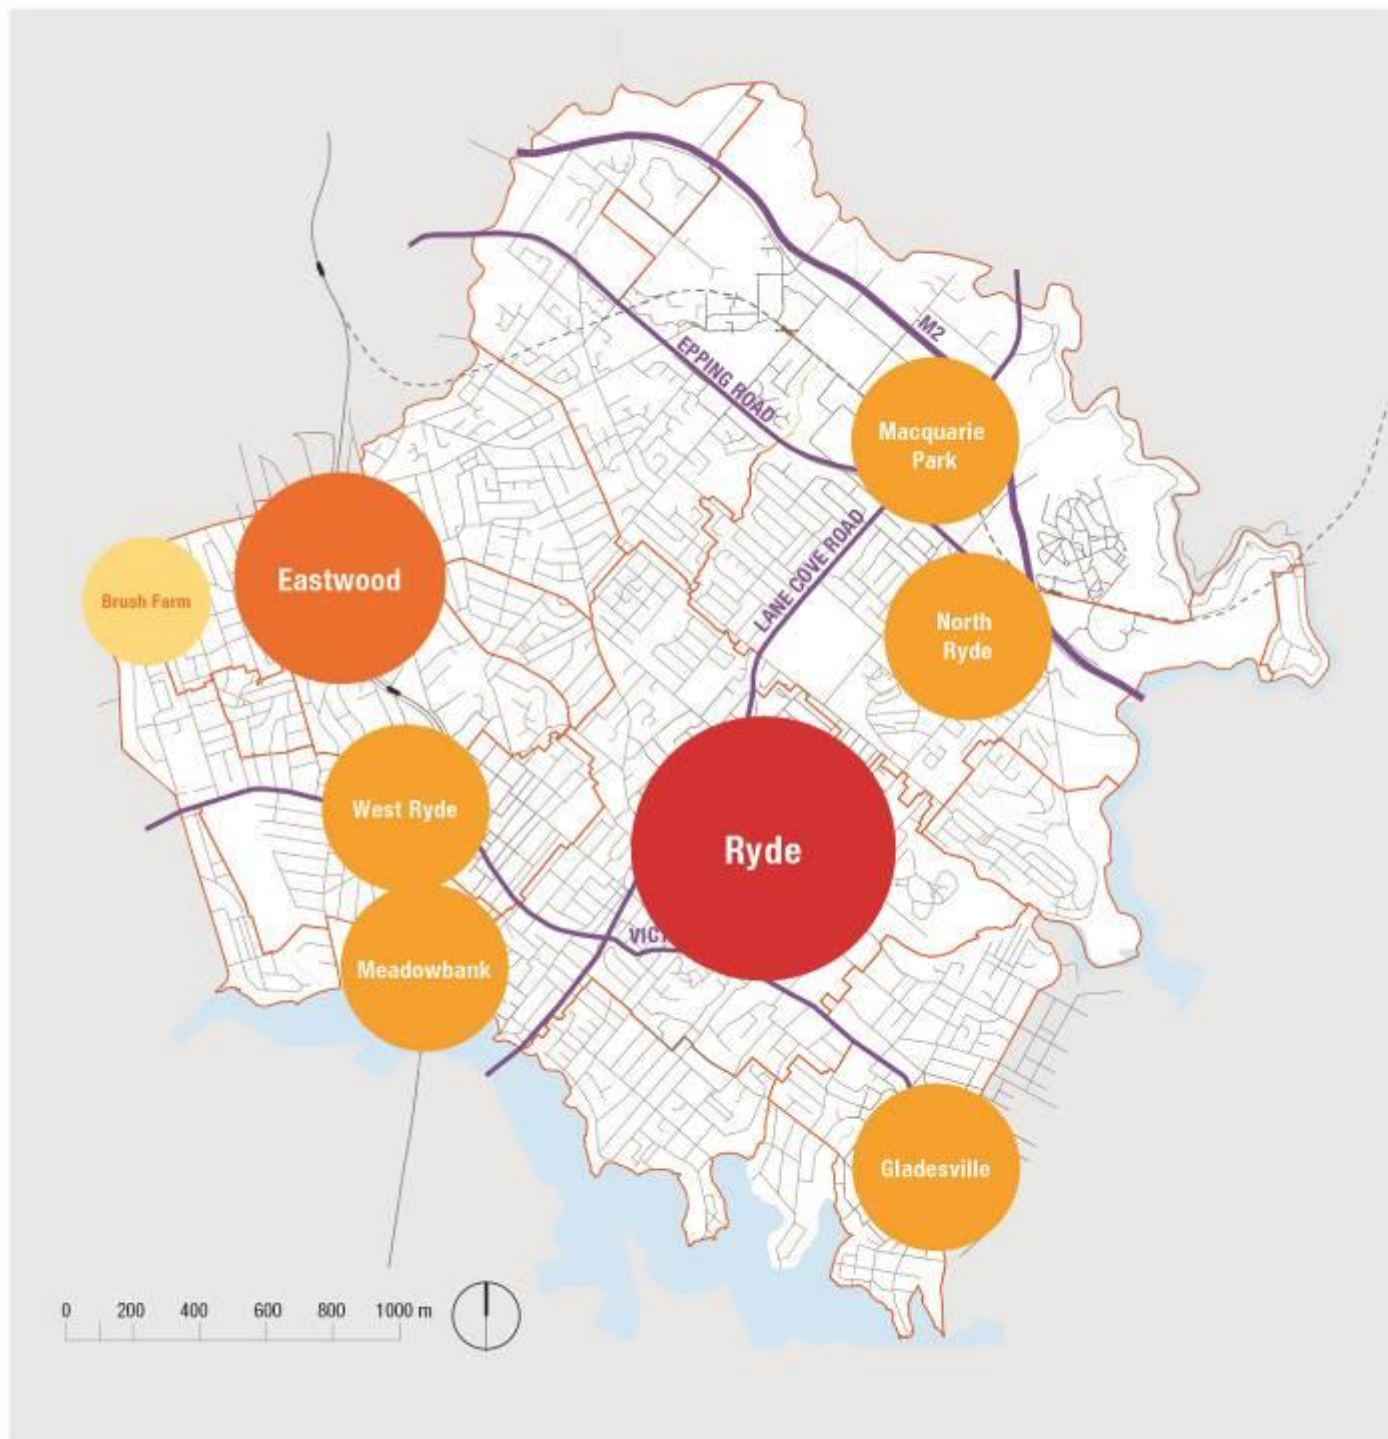 M2
EPPING ROAD
Macquarie
Park
LANE COVE ROAD
Eastwood
Brush Farm
North
Ryde
West Ryde
Ryde
VICT
Meadowbank
Gladesville
0 200 400 600 800 1000 m